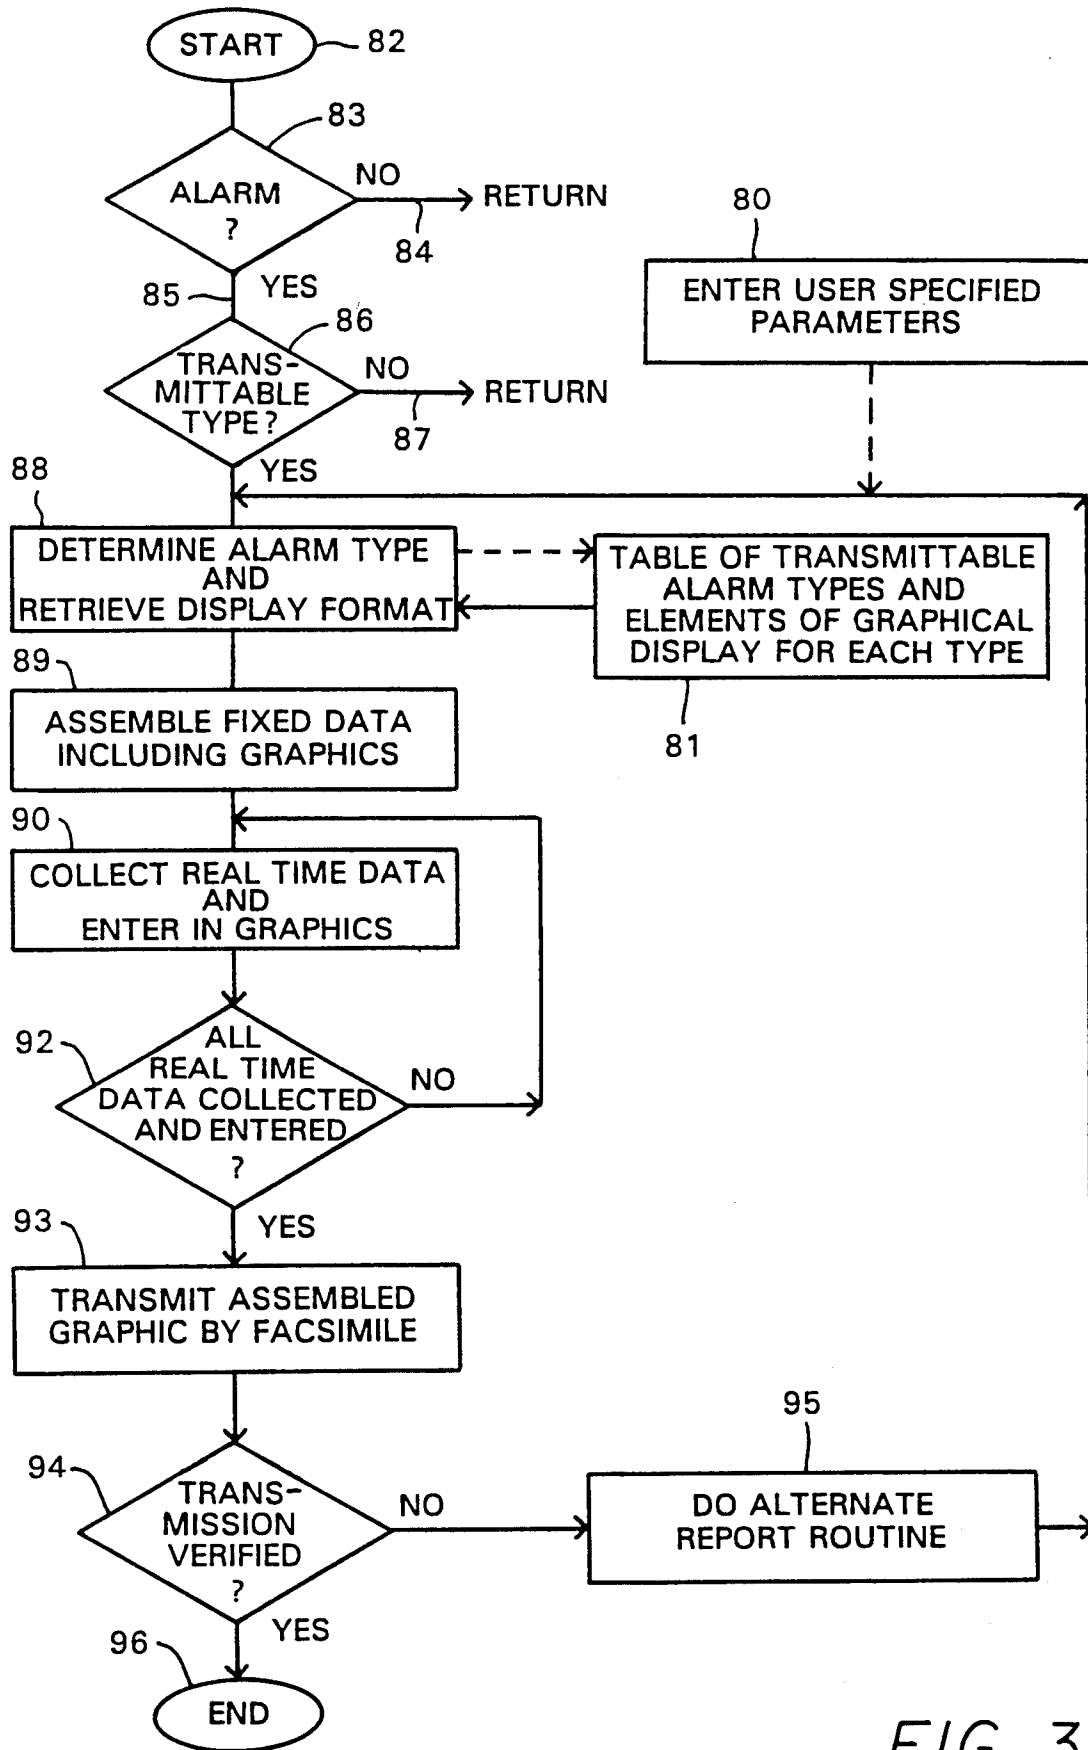 START
82
83
ALARM
?
NO
RETURN
84
85
YES
86
TRANS-
MITTABLE
TYPE?
NO
RETURN
87
YES
80
ENTER USER SPECIFIED
PARAMETERS
88
DETERMINE ALARM TYPE
AND
RETRIEVE DISPLAY FORMAT
TABLE OF TRANSMITTABLE
ALARM TYPES AND
ELEMENTS OF GRAPHICAL
DISPLAY FOR EACH TYPE
81
89
ASSEMBLE FIXED DATA
INCLUDING GRAPHICS
90
COLLECT REAL TIME DATA
AND
ENTER IN GRAPHICS
92
ALL
REAL TIME
DATA COLLECTED
AND ENTERED
?
NO
YES
93
TRANSMIT ASSEMBLED
GRAPHIC BY FACSIMILE
94
TRANS-
MISSION
VERIFIED
?
NO
95
DO ALTERNATE
REPORT ROUTINE
YES
96
END
FIG. 3